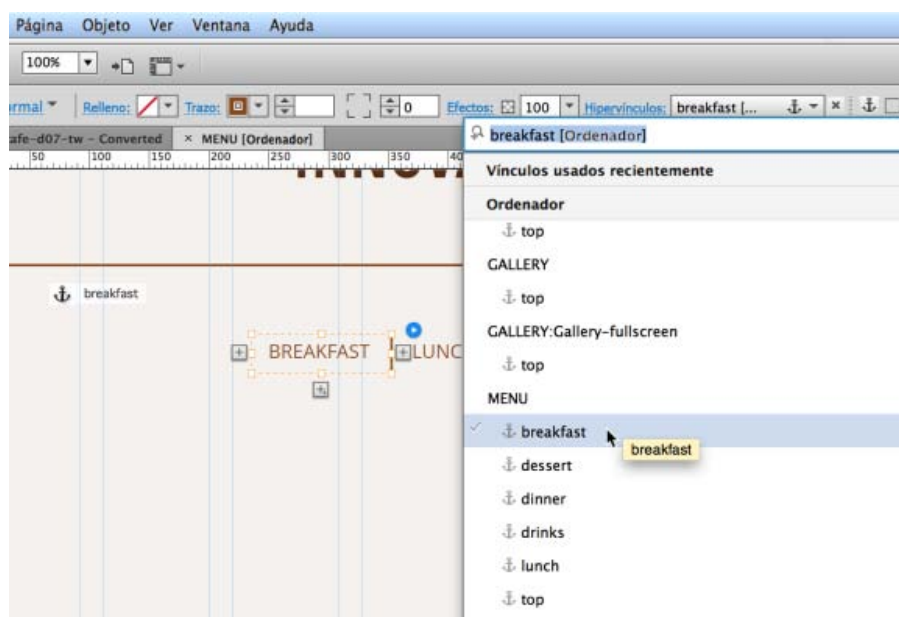 Página Objeto Ver Ventana Ayuda
100%
rmal Relleno: Trazo: 0 Efectos: 100 Hipervínculos: breakfast [...
afe-d07-tw - Converted × MENU [Ordenador]
breakfast [Ordenador]
50 100 150 200 250 300 350 40
INNOVA
Vínculos usados recientemente
Ordenador
top
GALLERY
top
GALLERY:Gallery-fullscreen
top
MENU
breakfast
breakfast
BREAKFAST LUNC
breakfast
dessert
dinner
drinks
lunch
top